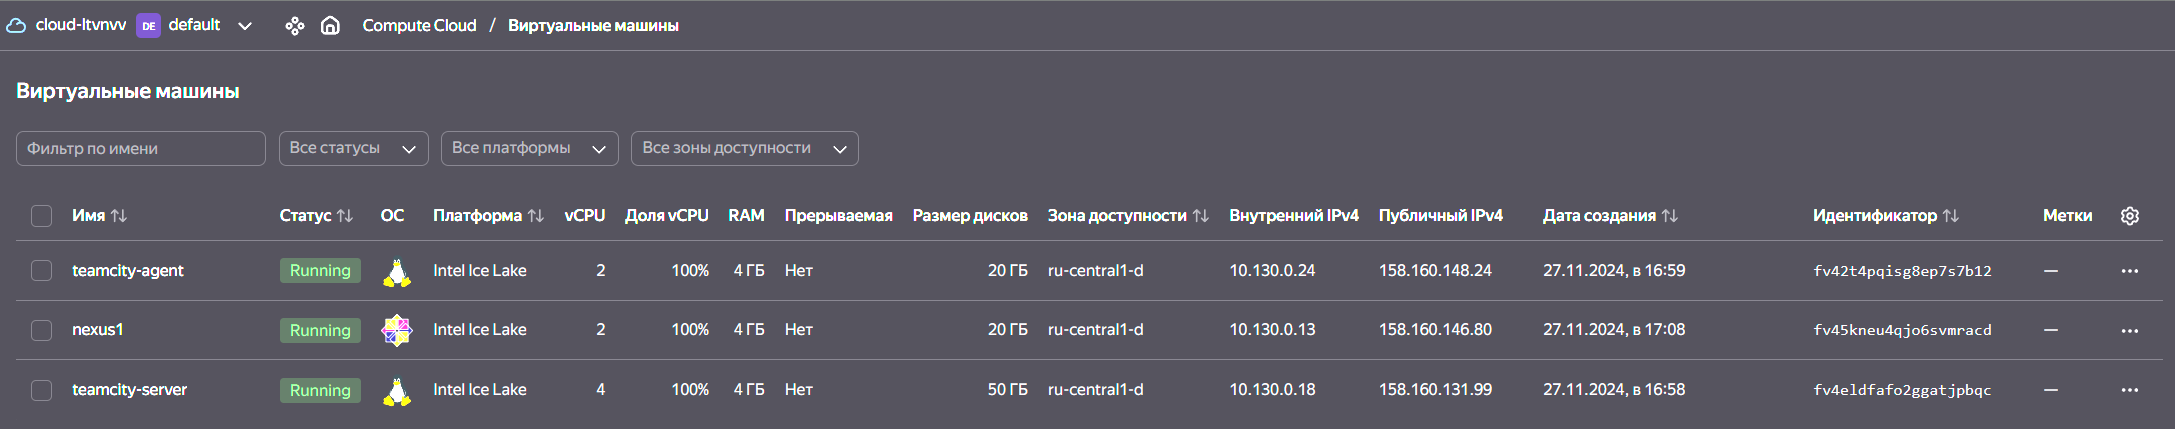 cloud-ltvnvv DE default Compute Cloud / Виртуальные машины
Виртуальные машины
Фильтр по имени Все статусы Все платформы Все зоны доступности
Имя Статус ОС Платформа vCPU Доля vCPU RAM Прерываемая Размер дисков Зона доступности Внутренний IPv4 Публичный IPv4 Дата создания Идентификатор Метки
teamcity-agent Running Intel Ice Lake 2 100% 4 ГБ Нет 20 ГБ ru-central1-d 10.130.0.24 158.160.148.24 27.11.2024, в 16:59 fv42t4pqisg8ep7s7b12 —
nexus1 Running Intel Ice Lake 2 100% 4 ГБ Нет 20 ГБ ru-central1-d 10.130.0.13 158.160.146.80 27.11.2024, в 17:08 fv45kneu4qjo6svmracd —
teamcity-server Running Intel Ice Lake 4 100% 4 ГБ Нет 50 ГБ ru-central1-d 10.130.0.18 158.160.131.99 27.11.2024, в 16:58 fv4eldfafo2ggatjpbqc —